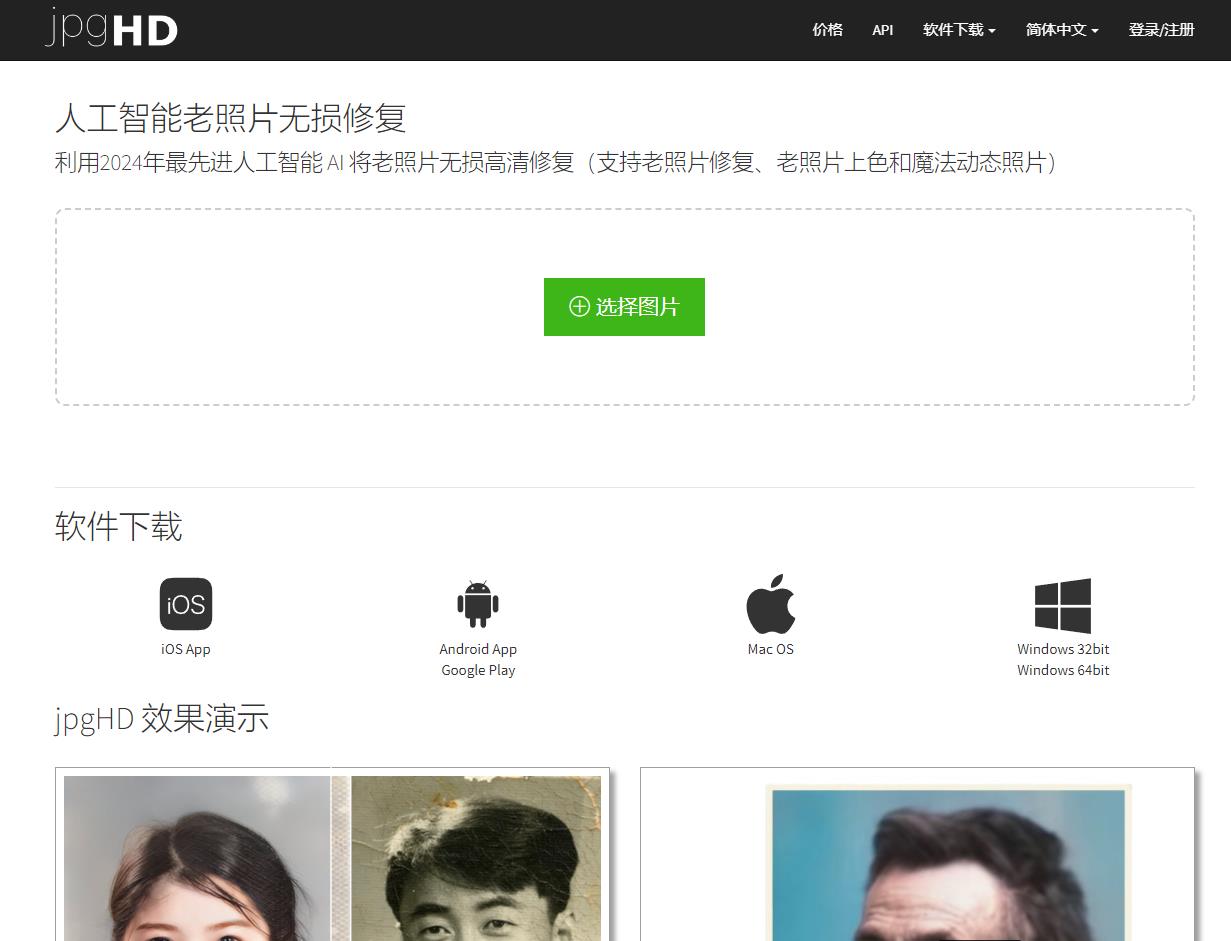 jpgHD
价格 API 软件下载 简体中文 登录/注册
人工智能老照片无损修复
利用2024年最先进人工智能 AI 将老照片无损高清修复（支持老照片修复、老照片上色和魔法动态照片）
选择图片
软件下载
iOS
iOS App
Android App
Google Play
Mac OS
Windows 32bit
Windows 64bit
jpgHD 效果演示